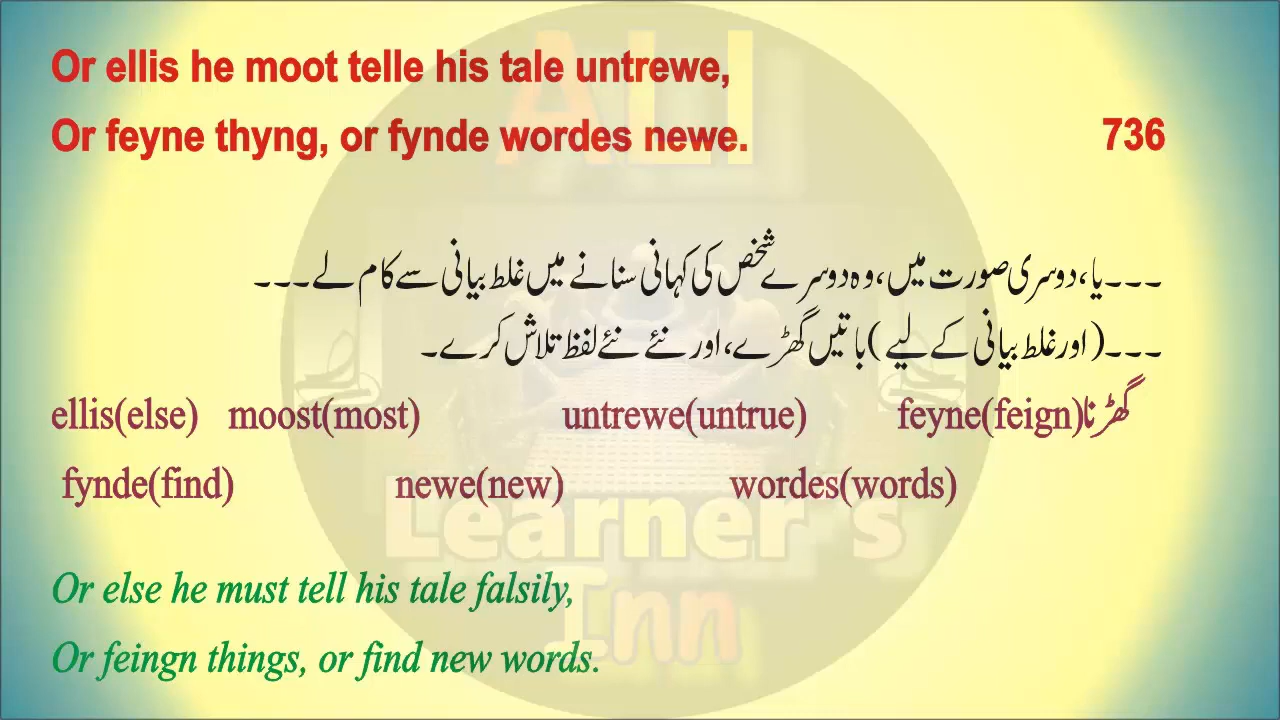 Or ellis he moot telle his tale untrewe,
Or feyne thyng, or fynde wordes newe. 736
۔۔۔یا، دوسری صورت میں، وہ دوسرے شخص کی کہانی سنانے میں غلط بیانی سے کام لے۔۔۔
۔۔۔(اور غلط بیانی کے لیے) باتیں گھڑے، اور نئے نئے لفظ تلاش کرے۔
ellis(else) moost(most) untrewe(untrue) feyne(feign)گھڑنا
fynde(find) newe(new) wordes(words)
Or else he must tell his tale falsily,
Or feingn things, or find new words.
ALI
Learner's
Inn